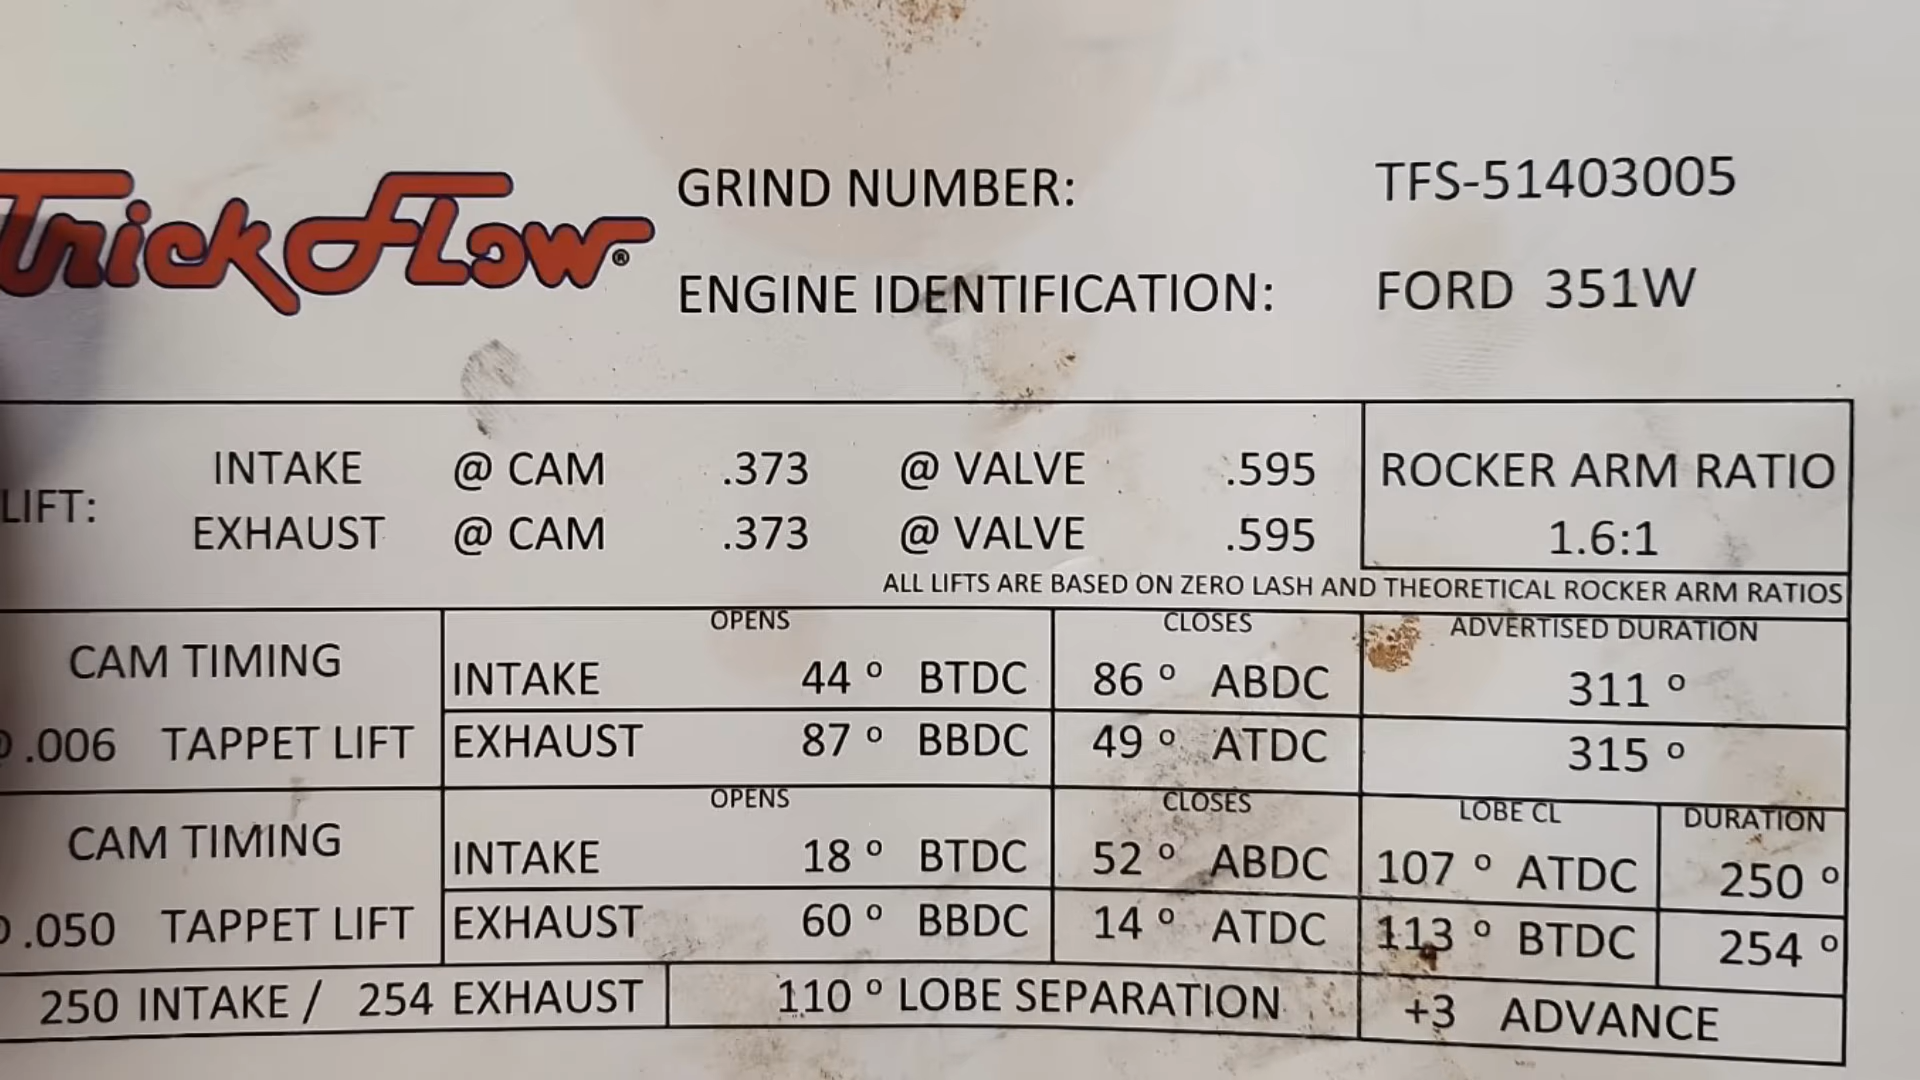 Trick Flow®
GRIND NUMBER: TFS-51403005
ENGINE IDENTIFICATION: FORD 351W
LIFT: INTAKE @ CAM .373 @ VALVE .595
EXHAUST @ CAM .373 @ VALVE .595
ROCKER ARM RATIO
1.6:1
ALL LIFTS ARE BASED ON ZERO LASH AND THEORETICAL ROCKER ARM RATIOS
OPENS CLOSES ADVERTISED DURATION
CAM TIMING INTAKE 44 º BTDC 86 º ABDC 311 º
.006 TAPPET LIFT EXHAUST 87 º BBDC 49 º ATDC 315 º
OPENS CLOSES LOBE CL DURATION
CAM TIMING INTAKE 18 º BTDC 52 º ABDC 107 º ATDC 250 º
.050 TAPPET LIFT EXHAUST 60 º BBDC 14 º ATDC 113 º BTDC 254 º
250 INTAKE / 254 EXHAUST 110 º LOBE SEPARATION +3 ADVANCE